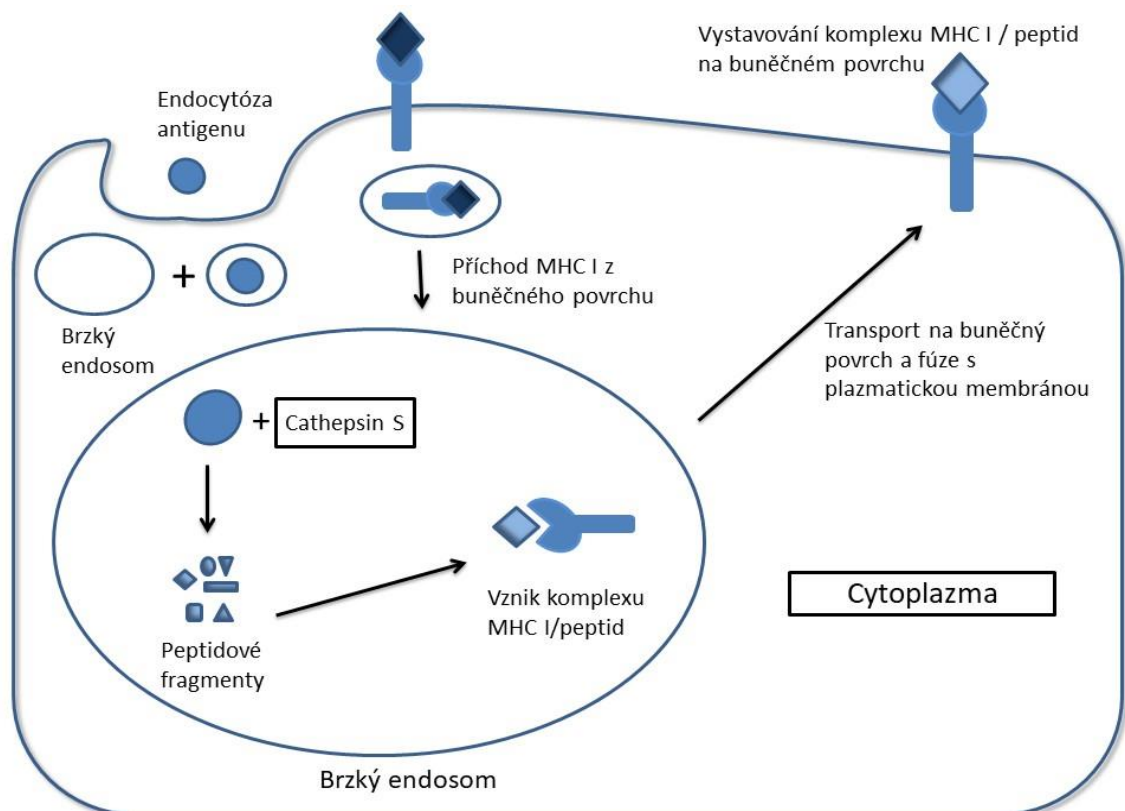 Vystavování komplexu MHC I / peptid
na buněčném povrchu
Endocytóza
antigenu
Příchod MHC I z
buněčného povrchu
+
Brzký
endosom
Transport na buněčný
povrch a fúze s
plazmatickou membránou
+ Cathepsin S
Cytoplazma
Vznik komplexu
MHC I/peptid
Peptidové
fragmenty
Brzký endosom